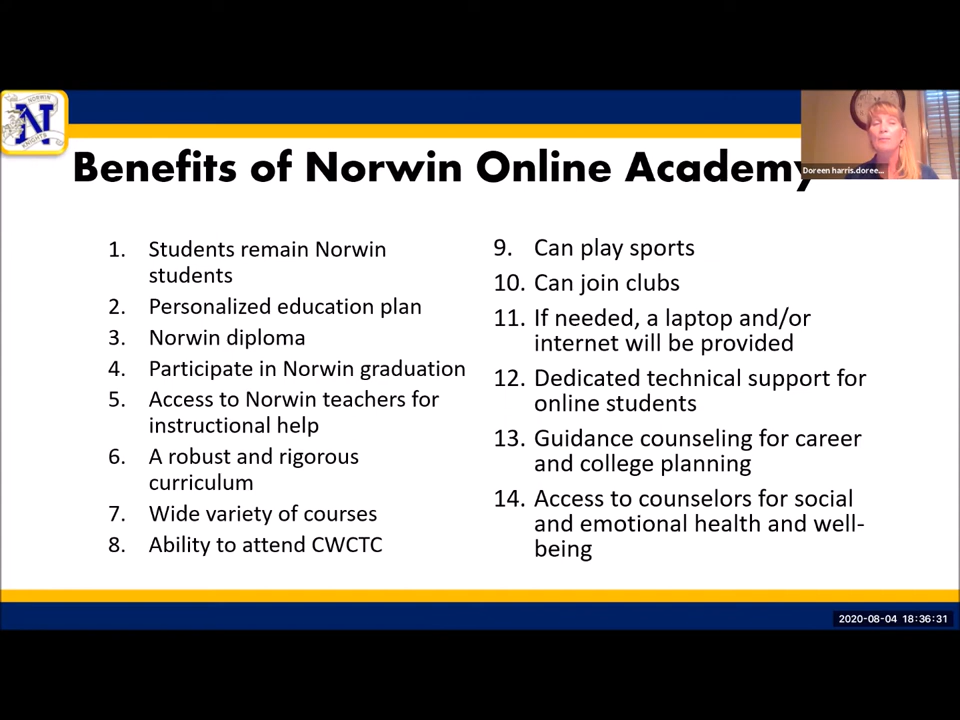 NORWIN
N
KNIGHTS
Benefits of Norwin Online Academy
Doreen harris.doree...
1. Students remain Norwin
students
2. Personalized education plan
3. Norwin diploma
4. Participate in Norwin graduation
5. Access to Norwin teachers for
instructional help
6. A robust and rigorous
curriculum
7. Wide variety of courses
8. Ability to attend CWCTC
9. Can play sports
10. Can join clubs
11. If needed, a laptop and/or
internet will be provided
12. Dedicated technical support for
online students
13. Guidance counseling for career
and college planning
14. Access to counselors for social
and emotional health and well-
being
2020-08-04 18:36:31